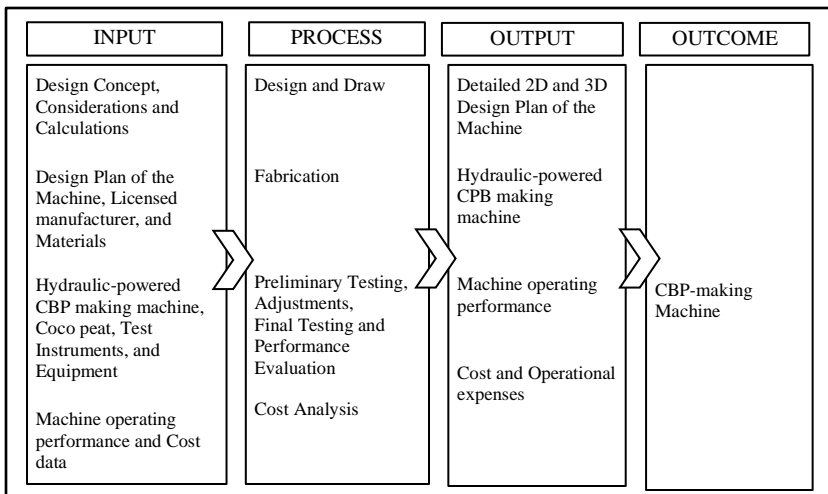 INPUT
Design Concept,
Considerations and
Calculations
Design Plan of the
Machine, Licensed
manufacturer, and
Materials
Hydraulic-powered
CBP making machine,
Coco peat, Test
Instruments, and
Equipment
Machine operating
performance and Cost
data
PROCESS
Design and Draw
Fabrication
Preliminary Testing,
Adjustments,
Final Testing and
Performance
Evaluation
Cost Analysis
OUTPUT
Detailed 2D and 3D
Design Plan of the
Machine
Hydraulic-powered
CPB making
machine
Machine operating
performance
Cost and Operational
expenses
OUTCOME
CBP-making
Machine